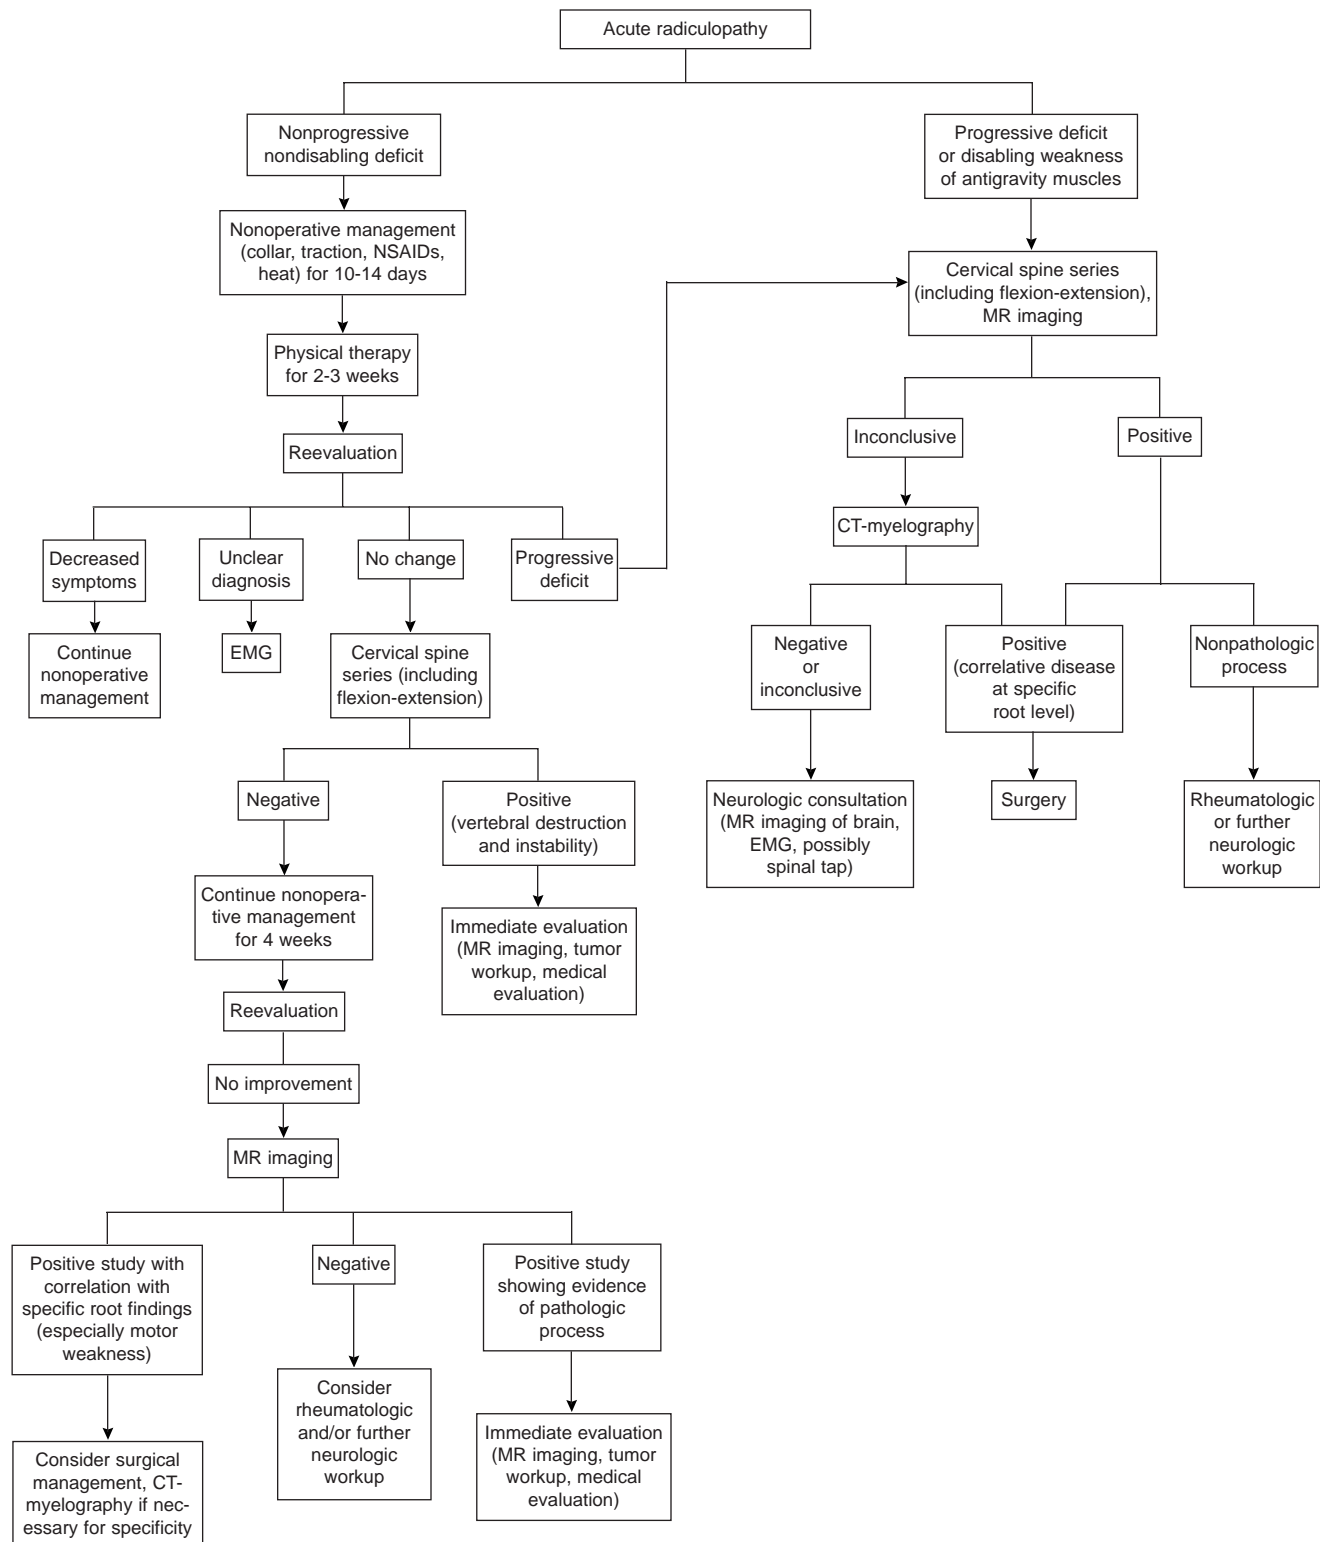 Acute radiculopathy
Nonprogressive
nondisabling deficit
Progressive deficit
or disabling weakness
of antigravity muscles
Nonoperative management
(collar, traction, NSAIDs,
heat) for 10-14 days
Cervical spine series
(including flexion-extension),
MR imaging
Physical therapy
for 2-3 weeks
Inconclusive
Positive
Reevaluation
CT-myelography
Decreased
symptoms
Unclear
diagnosis
No change
Progressive
deficit
Continue
nonoperative
management
EMG
Cervical spine
series (including
flexion-extension)
Negative
or
inconclusive
Positive
(correlative disease
at specific
root level)
Nonpathologic
process
Negative
Positive
(vertebral destruction
and instability)
Neurologic consultation
(MR imaging of brain,
EMG, possibly
spinal tap)
Surgery
Rheumatologic
or further
neurologic
workup
Continue nonopera-
tive management
for 4 weeks
Immediate evaluation
(MR imaging, tumor
workup, medical
evaluation)
Reevaluation
No improvement
MR imaging
Positive study with
correlation with
specific root findings
(especially motor
weakness)
Negative
Positive study
showing evidence
of pathologic
process
Consider surgical
management, CT-
myelography if nec-
essary for specificity
Consider
rheumatologic
and/or further
neurologic
workup
Immediate evaluation
(MR imaging, tumor
workup, medical
evaluation)